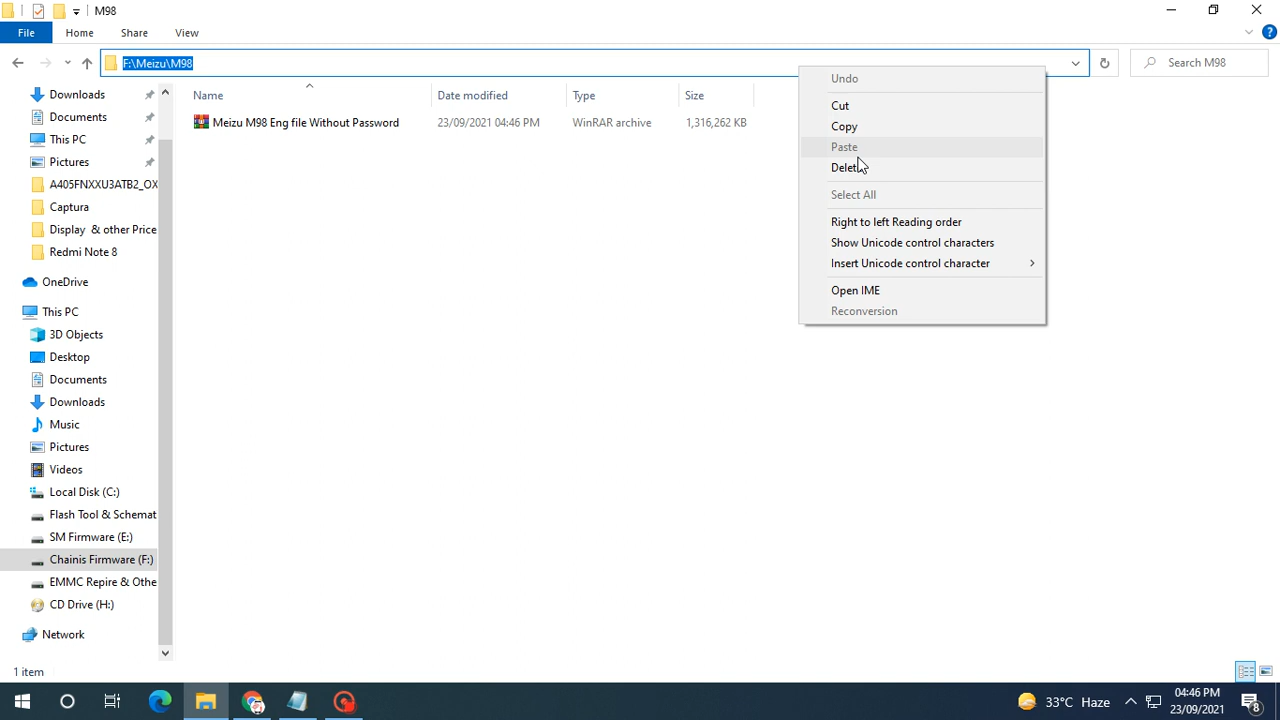 M98
File Home Share View
F:\Meizu\M98
Search M98
Name Date modified Type Size
Meizu M98 Eng file Without Password 23/09/2021 04:46 PM WinRAR archive 1,316,262 KB
Undo
Cut
Copy
Paste
Delet
Select All
Right to left Reading order
Show Unicode control characters
Insert Unicode control character
Open IME
Reconversion
Downloads
Documents
This PC
Pictures
A405FNXXU3ATB2_OX
Captura
Display & other Price
Redmi Note 8
OneDrive
This PC
3D Objects
Desktop
Documents
Downloads
Music
Pictures
Videos
Local Disk (C:)
Flash Tool & Schemat
SM Firmware (E:)
Chainis Firmware (F:)
EMMC Repire & Othe
CD Drive (H:)
Network
1 item
33°C Haze
04:46 PM
23/09/2021
8